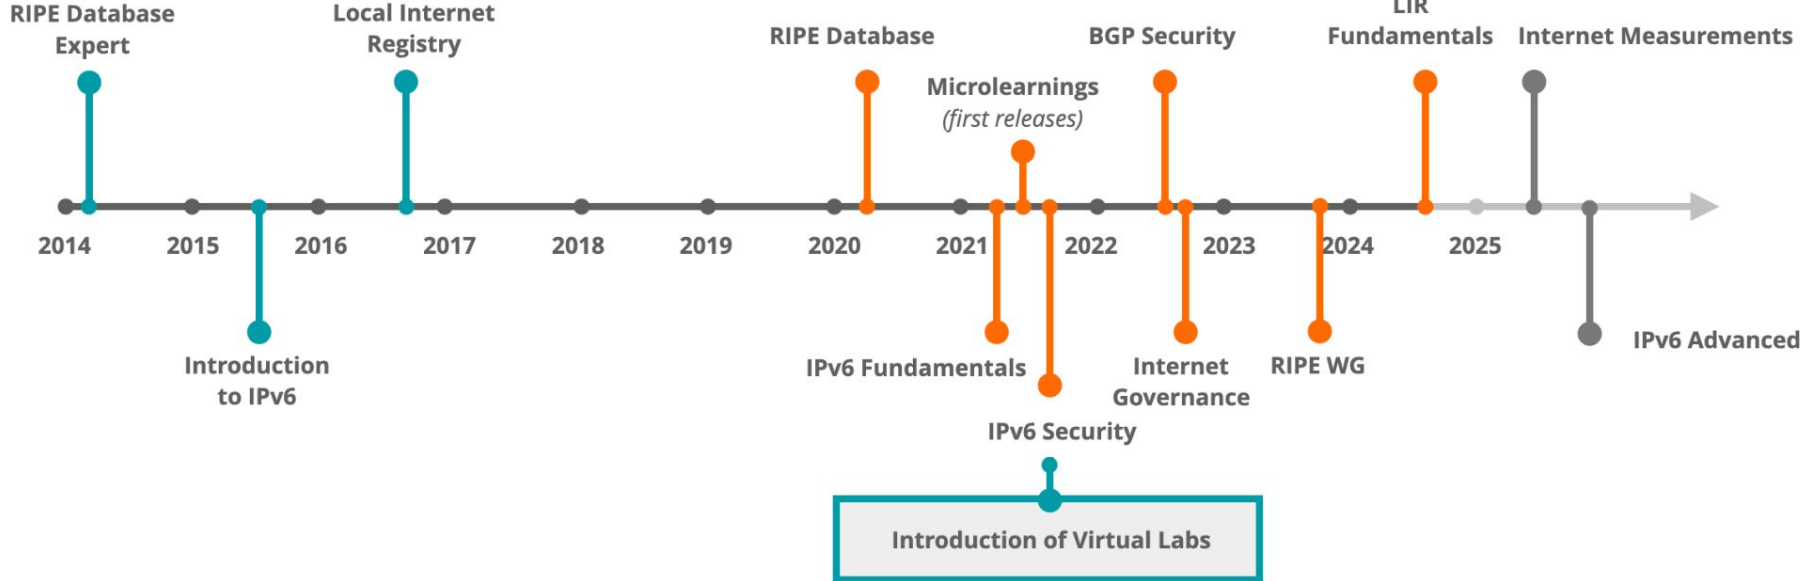 RIPE Database
Expert
Local Internet
Registry
RIPE Database
Microlearnings
(first releases)
BGP Security
LIR
Fundamentals
Internet Measurements
2014
2015
2016
2017
2018
2019
2020
2021
2022
2023
2024
2025
Introduction
to IPv6
IPv6 Fundamentals
IPv6 Security
Internet
Governance
RIPE WG
IPv6 Advanced
Introduction of Virtual Labs